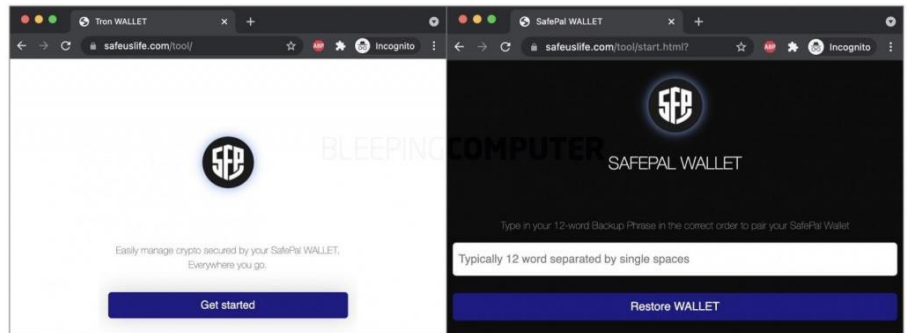 Tron WALLET
safeuslife.com/tool/
ABP
Incognito
SFP
Easily manage crypto secured by your SafePal WALLET.
Everywhere you go.
Get started
SafePal WALLET
safeuslife.com/tool/start.html?
ABP
Incognito
SFP
SAFEPAL WALLET
Type in your 12-word Backup Phrase in the correct order to pair your SafePal Wallet
Typically 12 word separated by single spaces
Restore WALLET
BLEEPINGCOMPUTER